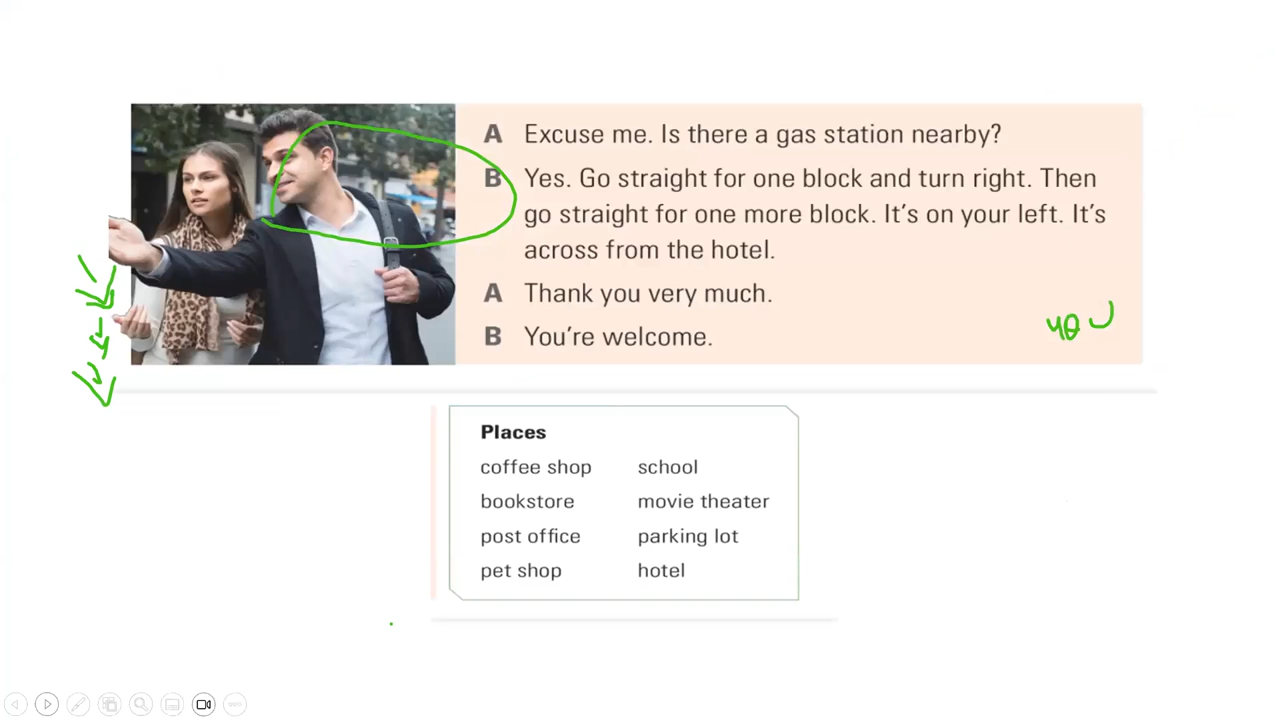 A Excuse me. Is there a gas station nearby?
B Yes. Go straight for one block and turn right. Then
go straight for one more block. It's on your left. It's
across from the hotel.
A Thank you very much.
B You're welcome.
Places
coffee shop school
bookstore movie theater
post office parking lot
pet shop hotel